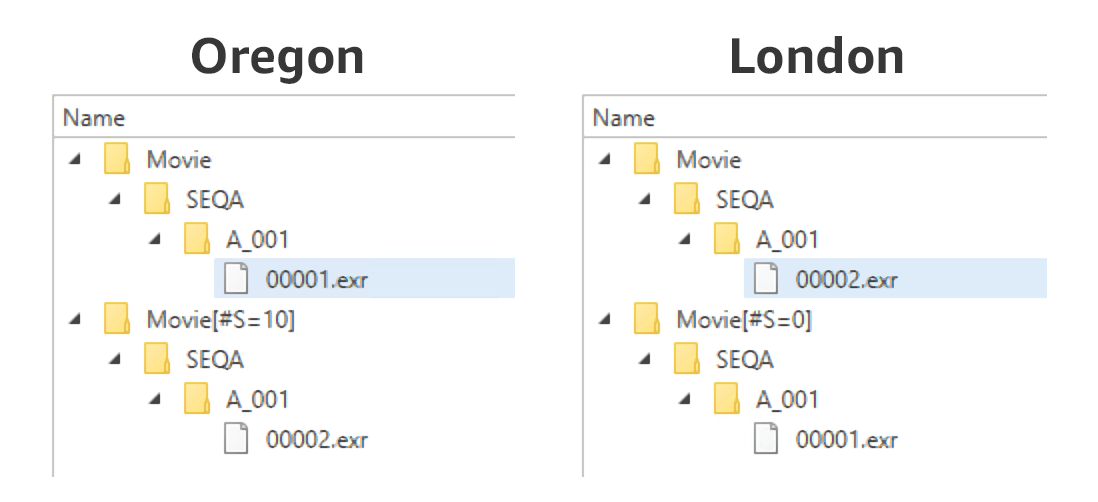 Oregon
Name
Movie
SEQA
A_001
00001.exr
Movie[#S=10]
SEQA
A_001
00002.exr
London
Name
Movie
SEQA
A_001
00002.exr
Movie[#S=0]
SEQA
A_001
00001.exr